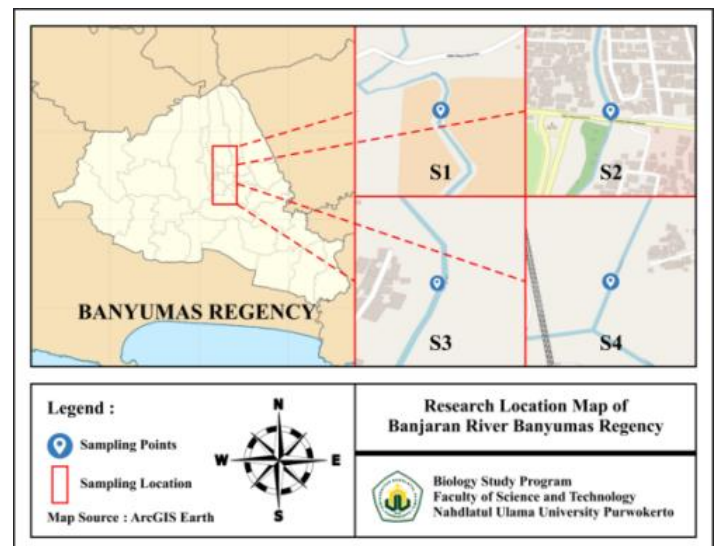 S1
S2
BANYUMAS REGENCY
S3
S4
Legend :
Sampling Points
Sampling Location
Map Source : ArcGIS Earth
N
W
E
S
Research Location Map of
Banjaran River Banyumas Regency
Biology Study Program
Faculty of Science and Technology
Nahdlatul Ulama University Purwokerto